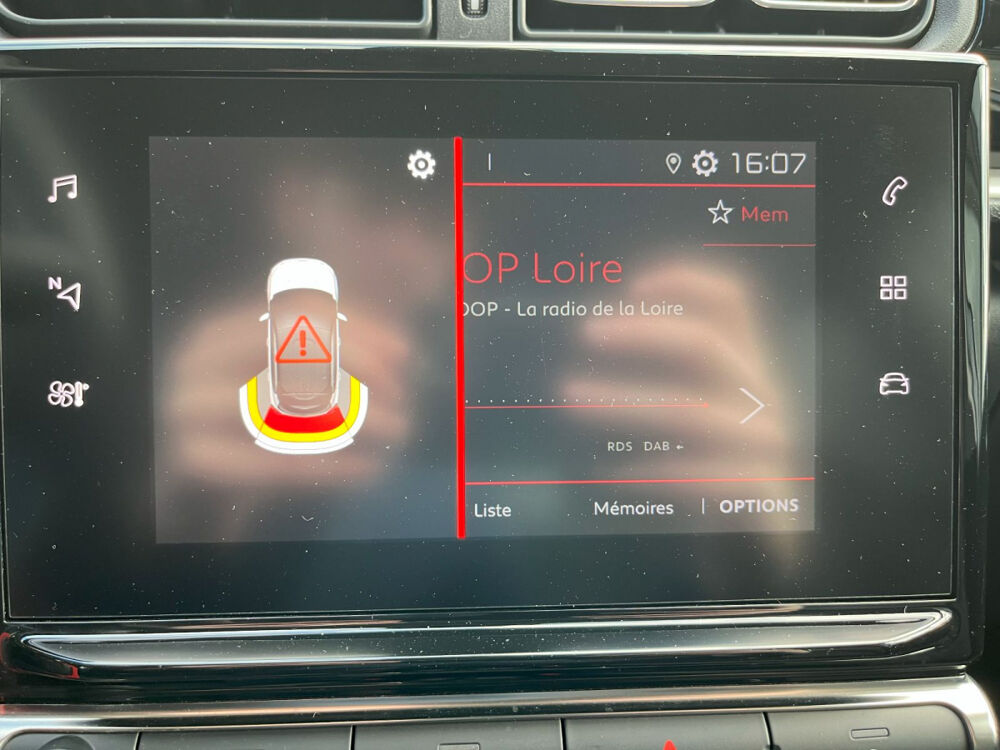 16:07
Mem
OP Loire
OOP - La radio de la Loire
RDS DAB
Liste Mémoires OPTIONS
N